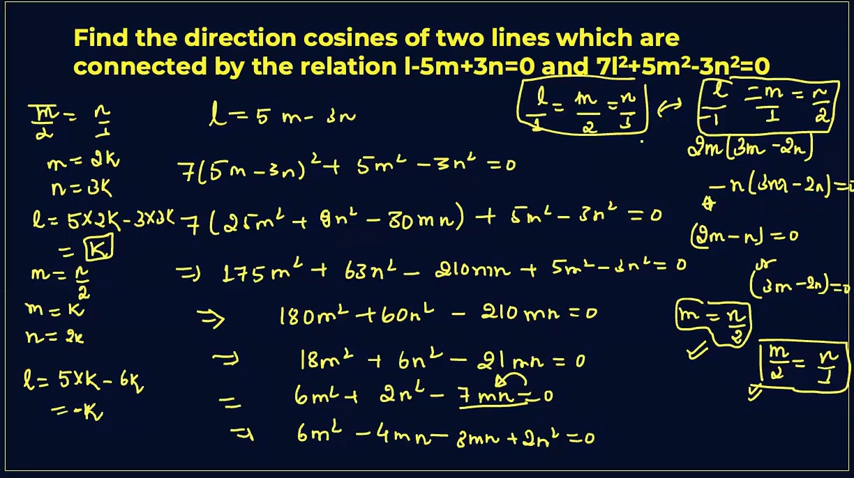 Find the direction cosines of two lines which are
connected by the relation l-5m+3n=0 and 7l²+5m²-3n²=0
l/1 = m/2 = n/3 ↔ l/-1 = m/1 = n/2
m/2 = n/3
l = 5m - 3n
m = 2k
n = 3k
7(5m - 3n)² + 5m² - 3n² = 0
l = 5×2k - 3×3k
= k
7(25m² + 9n² - 30mn) + 5m² - 3n² = 0
m = n/2
⇒ 175m² + 63n² - 210mn + 5m² - 3n² = 0
m = k
n = 2k
⇒ 180m² + 60n² - 210mn = 0
⇒ 18m² + 6n² - 21mn = 0
l = 5×k - 6k
= -k
= 6m² + 2n² - 7mn = 0
⇒ 6m² - 4mn - 3mn + 2n² = 0
2m(3m - 2n)
- n(3m - 2n) = 0
(2m - n) = 0
or
(3m - 2n) = 0
m = n/2
m/2 = n/3